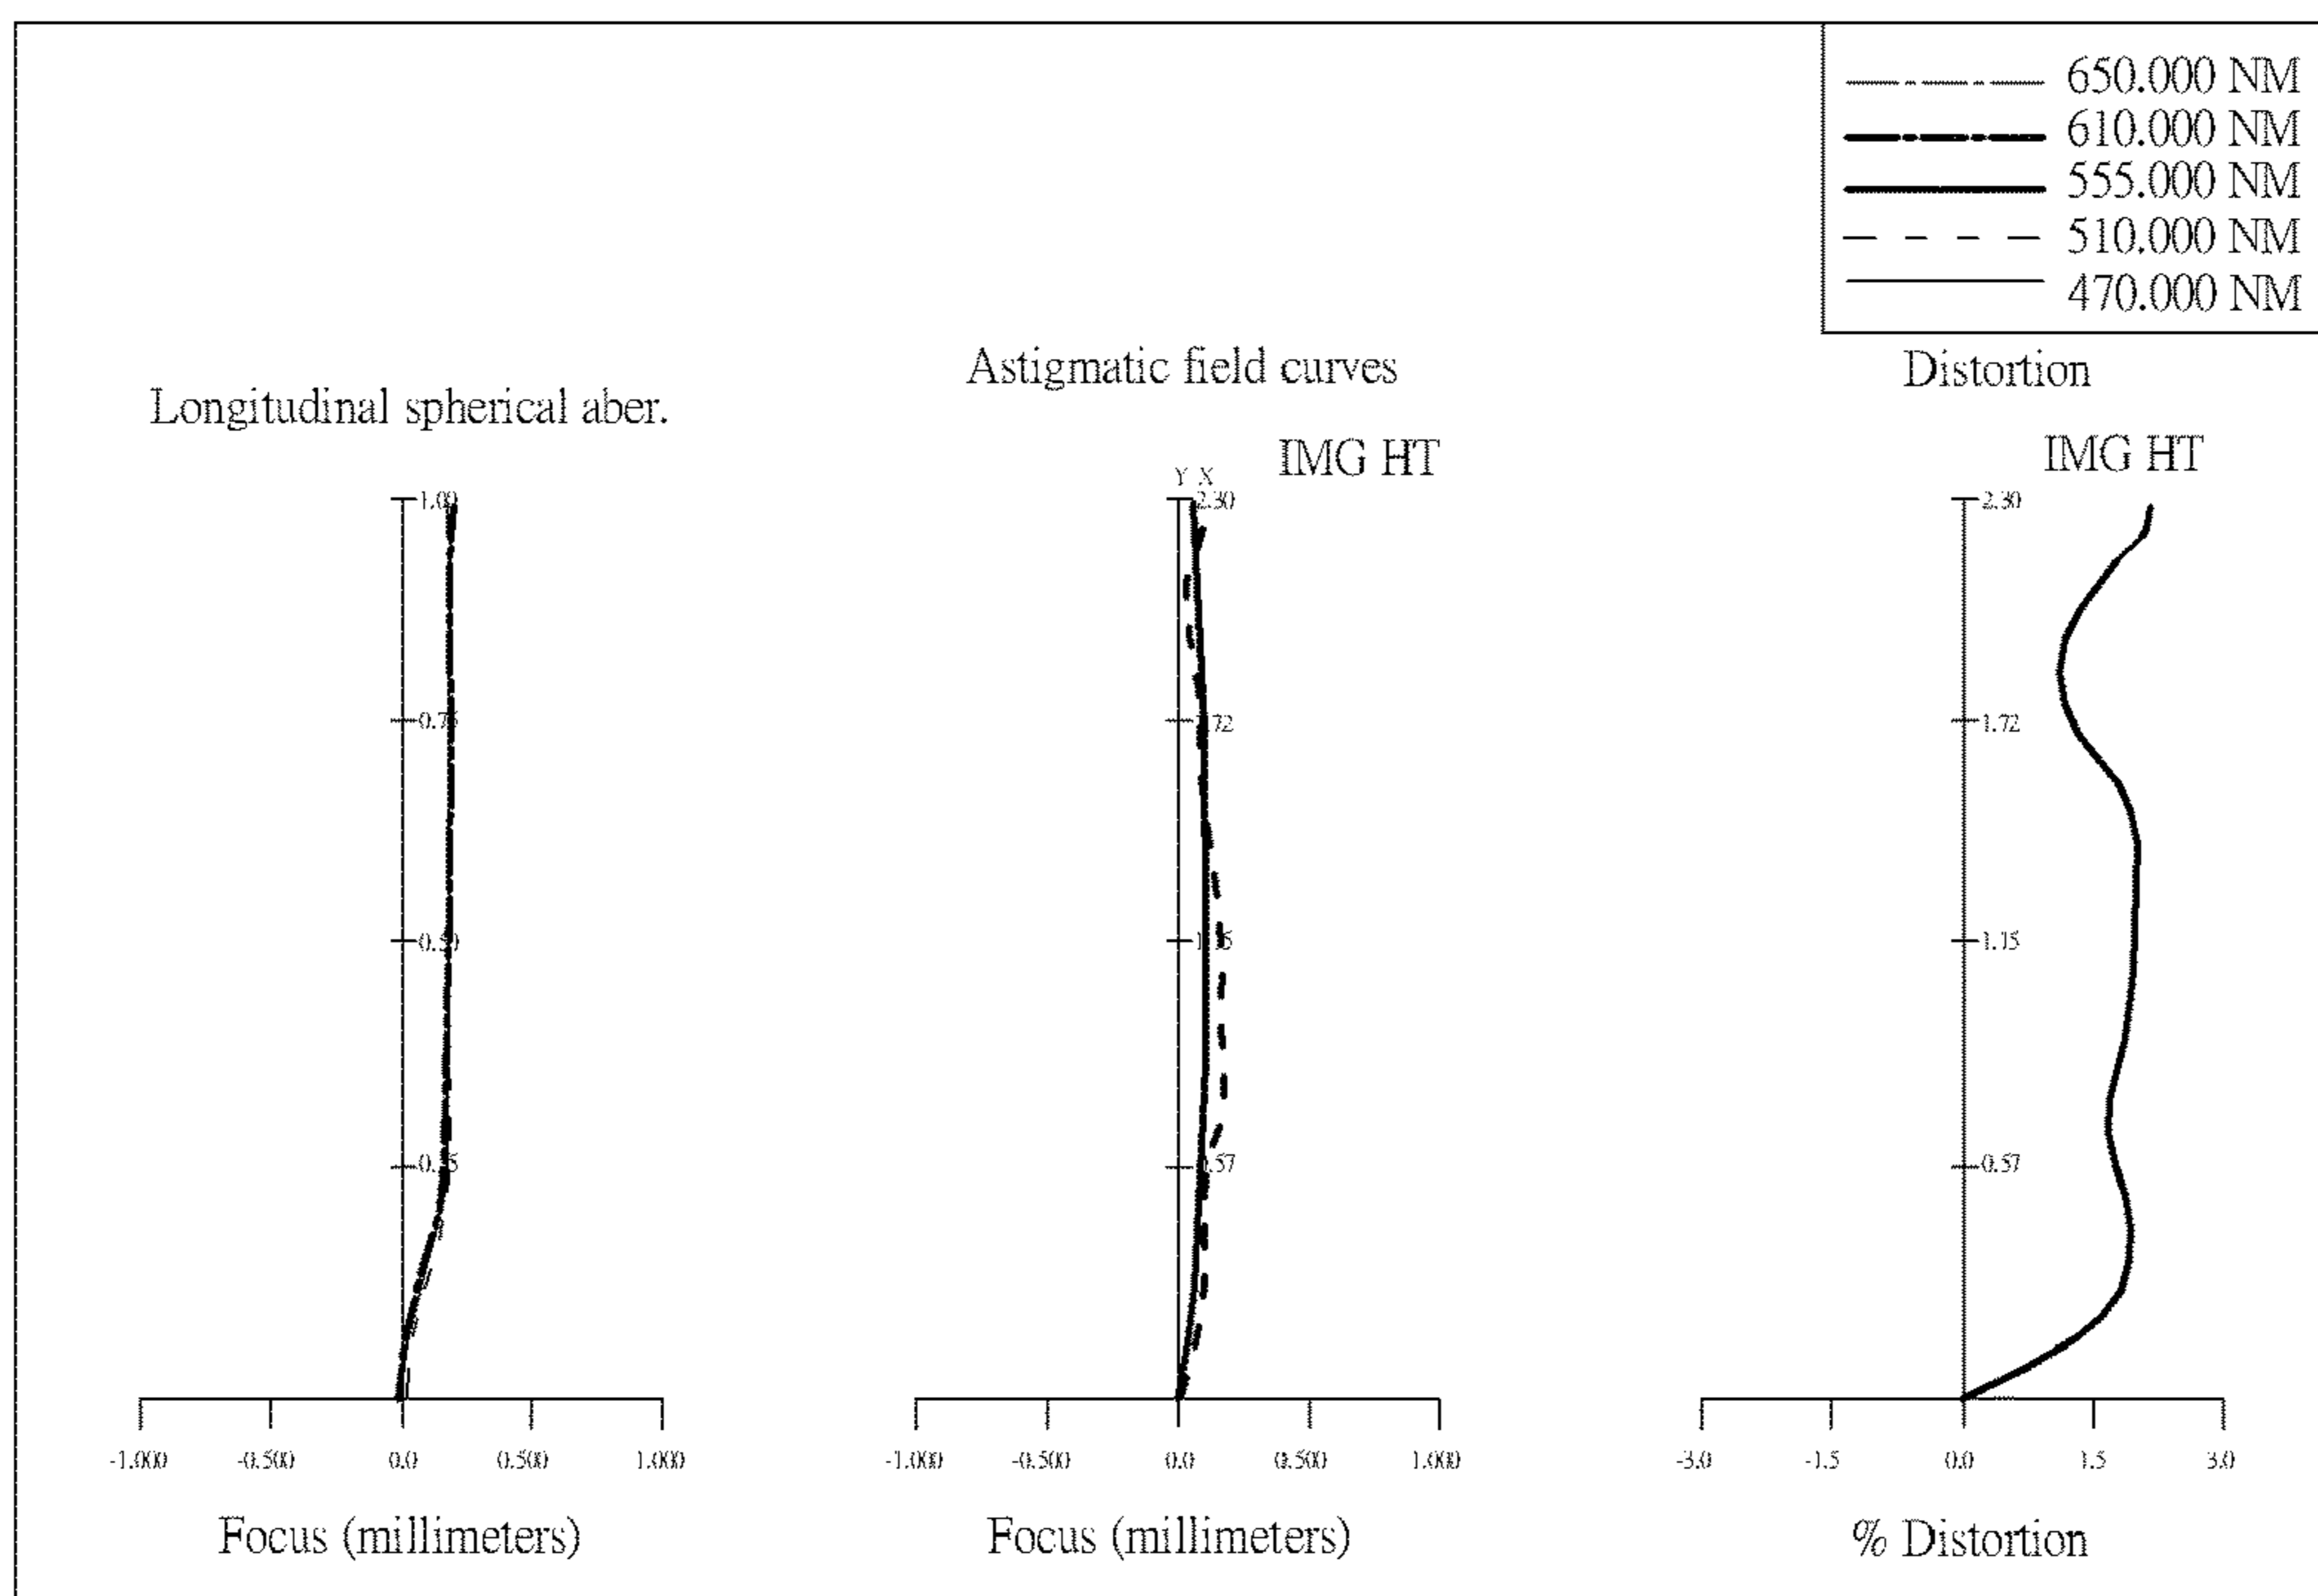 650.000 NM
610.000 NM
555.000 NM
510.000 NM
470.000 NM
Longitudinal spherical aber.
Astigmatic field curves
Distortion
IMG HT
IMG HT
Y X
1.00
2.30
2.30
0.75
1.72
1.15
0.57
-1.000 -0.500 0.0 0.500 1.000
-1.000 -0.500 0.0 0.500 1.000
-3.0 -1.5 0.0 1.5 3.0
Focus (millimeters)
Focus (millimeters)
% Distortion